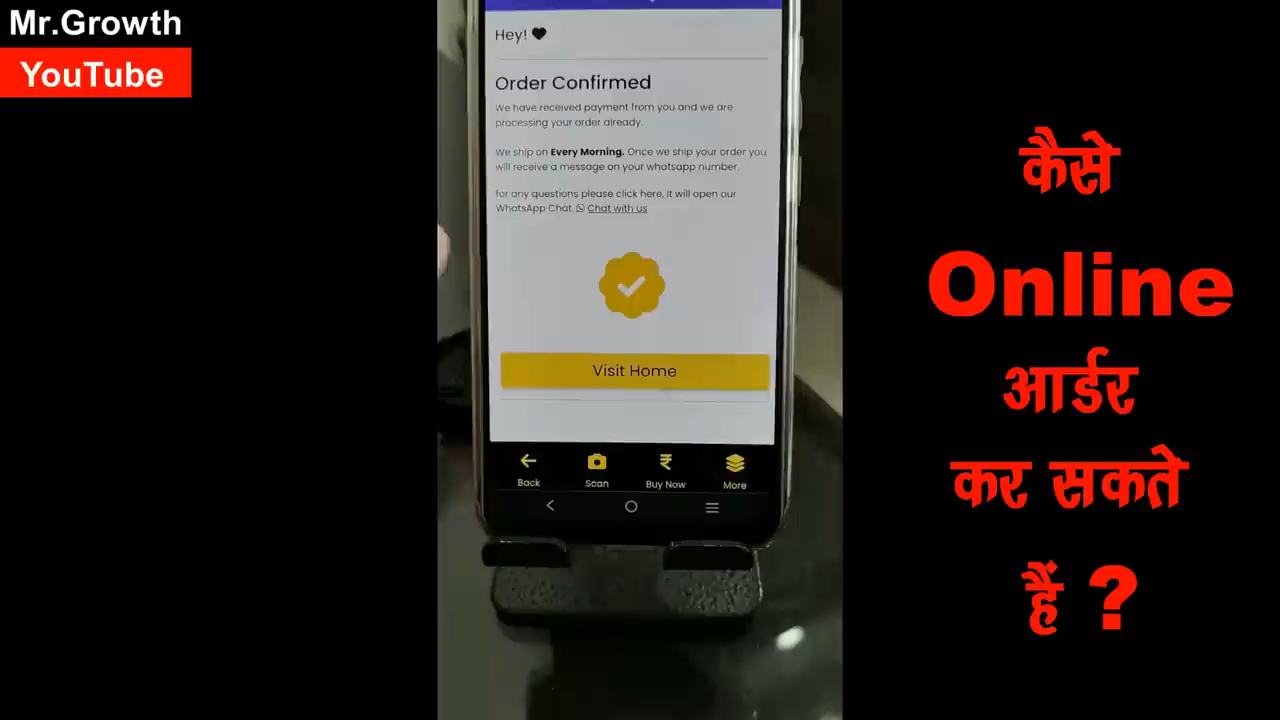 Mr.Growth
YouTube
Hey!
Order Confirmed
We have received payment from you and we are
processing your order already.
We ship on Every Morning. Once we ship your order you
will receive a message on your whatsapp number.
for any questions please click here, It will open our
WhatsApp Chat. Chat with us
Visit Home
Back
Scan
Buy Now
More
कैसे
Online
आर्डर
कर सकते
हैं ?